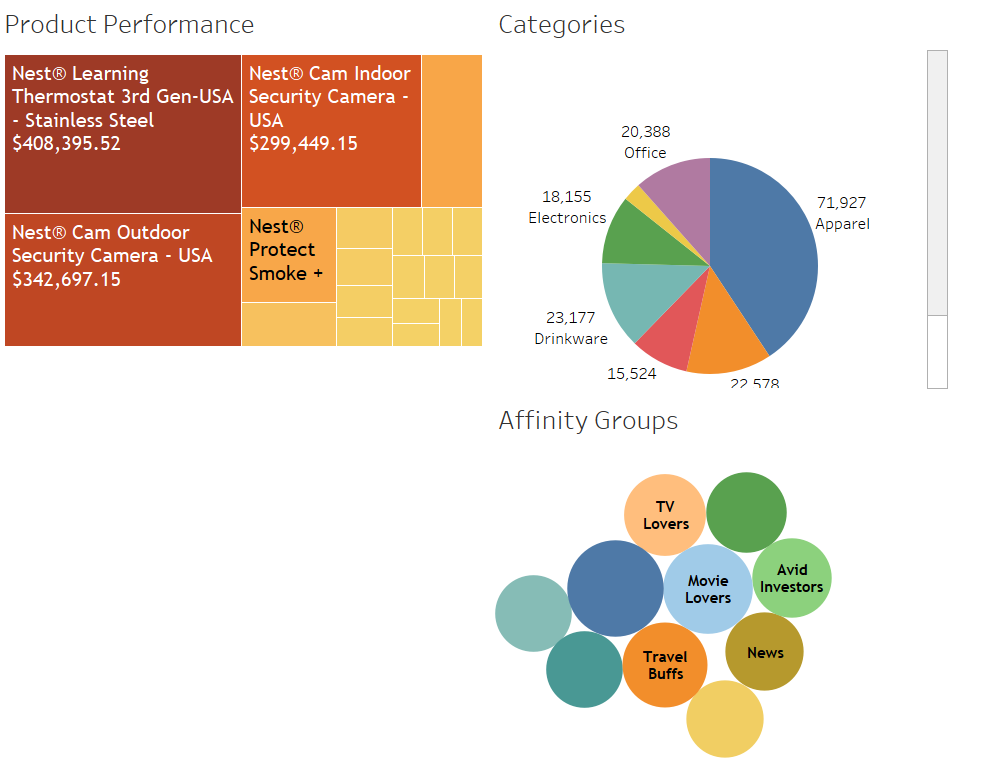 Product Performance
Nest® Learning
Thermostat 3rd Gen-USA
- Stainless Steel
$408,395.52
Nest® Cam Indoor
Security Camera -
USA
$299,449.15
Nest® Cam Outdoor
Security Camera - USA
$342,697.15
Nest®
Protect
Smoke +
Categories
20,388
Office
18,155
Electronics
71,927
Apparel
23,177
Drinkware
15,524
22,578
Affinity Groups
TV
Lovers
Movie
Lovers
Avid
Investors
Travel
Buffs
News